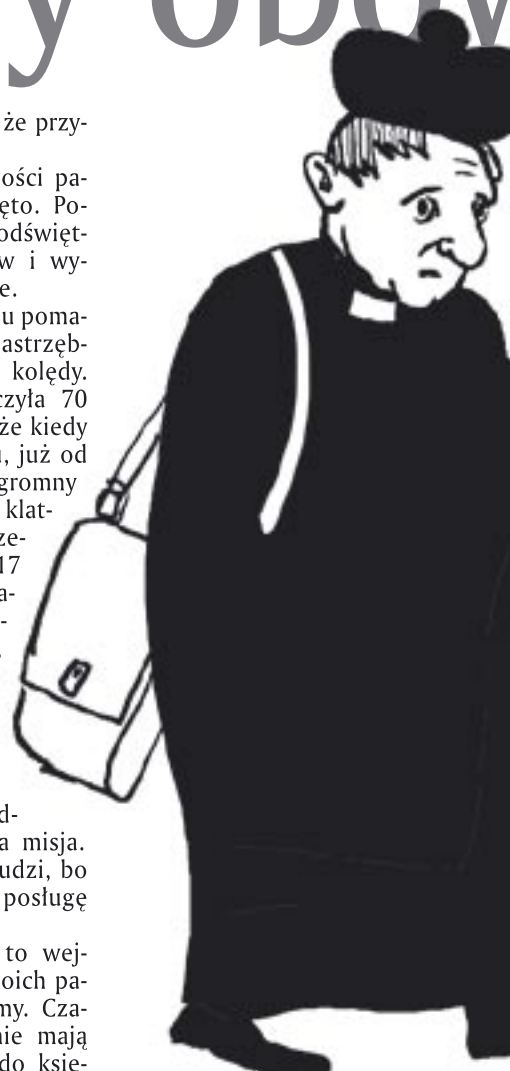 y obow
że przy-
ości pa-
ęto. Po-
odświęt-
w i wy-
e.
u poma-
astrzęb-
kolędy.
czyła 70
że kiedy
, już od
gromny
klat-
ze-
17
a-
-
d-
a misja.
udzi, bo
posługę
to wej-
oich pa-
my. Cza-
nie mają
do księ-